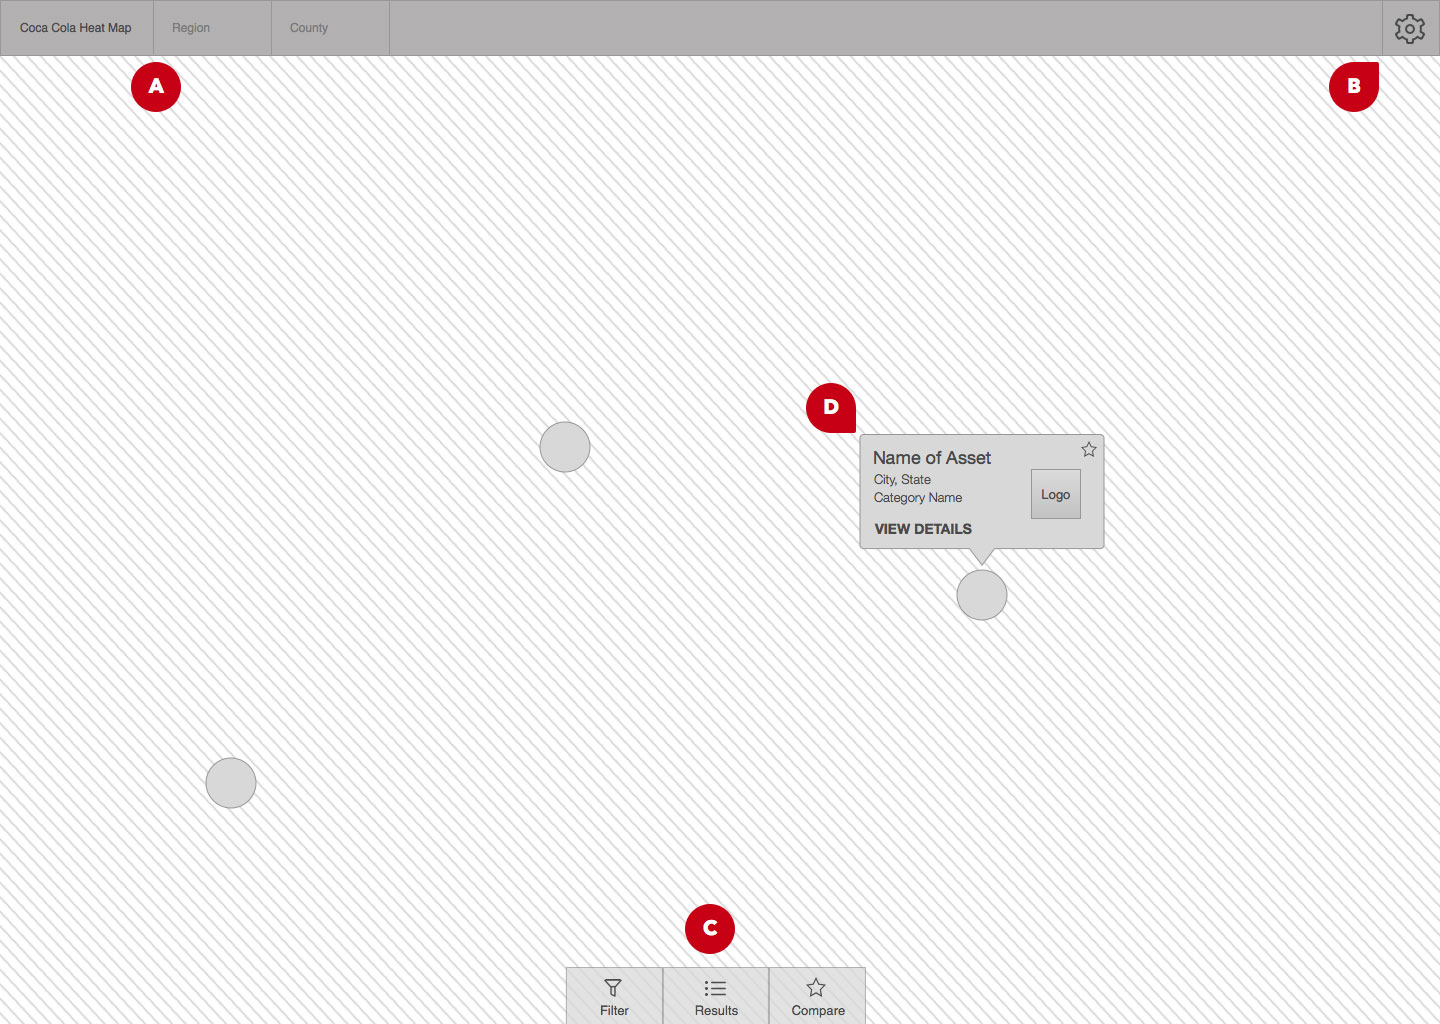 Coca Cola Heat Map
Region
County
A
B
D
Name of Asset
City, State
Category Name
Logo
VIEW DETAILS
C
Filter
Results
Compare